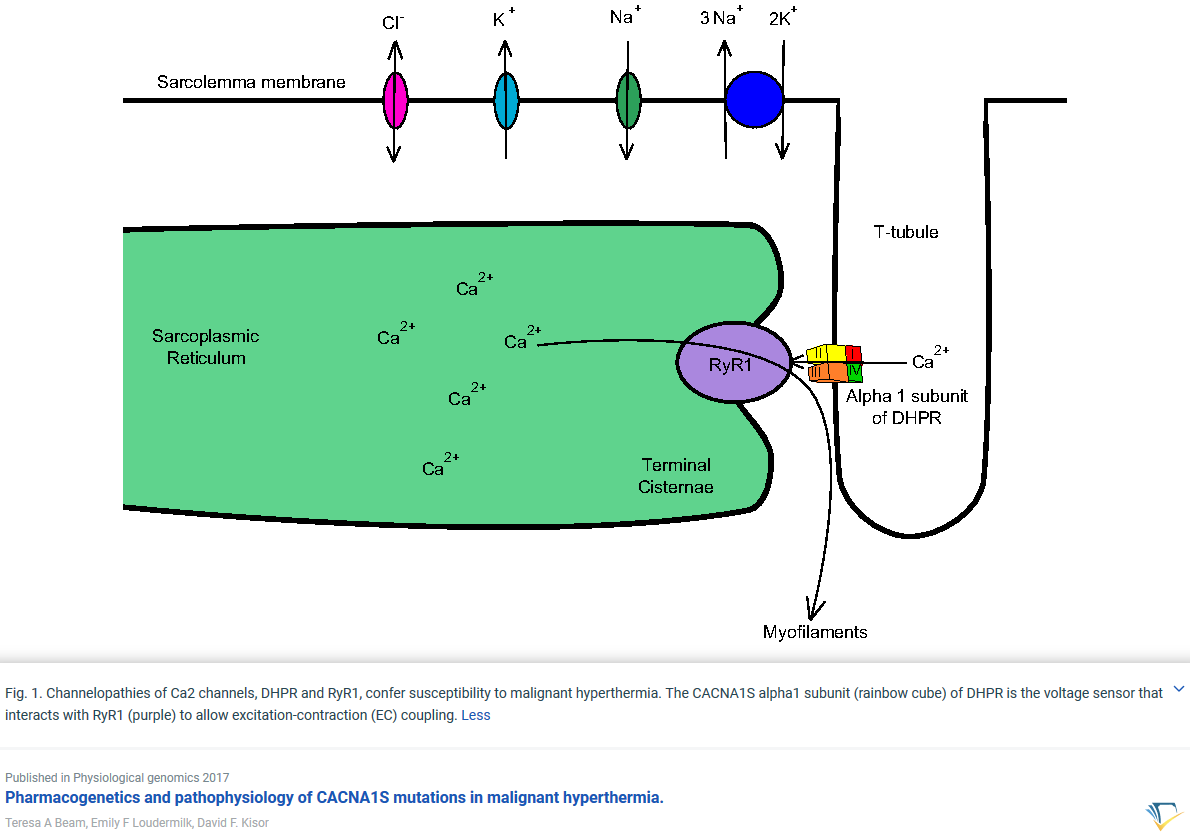 Cl⁻
K⁺
Na⁺
3 Na⁺
2K⁺
Sarcolemma membrane
T-tubule
Ca²⁺
Ca²⁺
Ca²⁺
Sarcoplasmic
Reticulum
RyR1
II
I
III
IV
Ca²⁺
Ca²⁺
Alpha 1 subunit
of DHPR
Ca²⁺
Terminal
Cisternae
Myofilaments
Fig. 1. Channelopathies of Ca2 channels, DHPR and RyR1, confer susceptibility to malignant hyperthermia. The CACNA1S alpha1 subunit (rainbow cube) of DHPR is the voltage sensor that
interacts with RyR1 (purple) to allow excitation-contraction (EC) coupling. Less
Published in Physiological genomics 2017
Pharmacogenetics and pathophysiology of CACNA1S mutations in malignant hyperthermia.
Teresa A Beam, Emily F Loudermilk, David F. Kisor